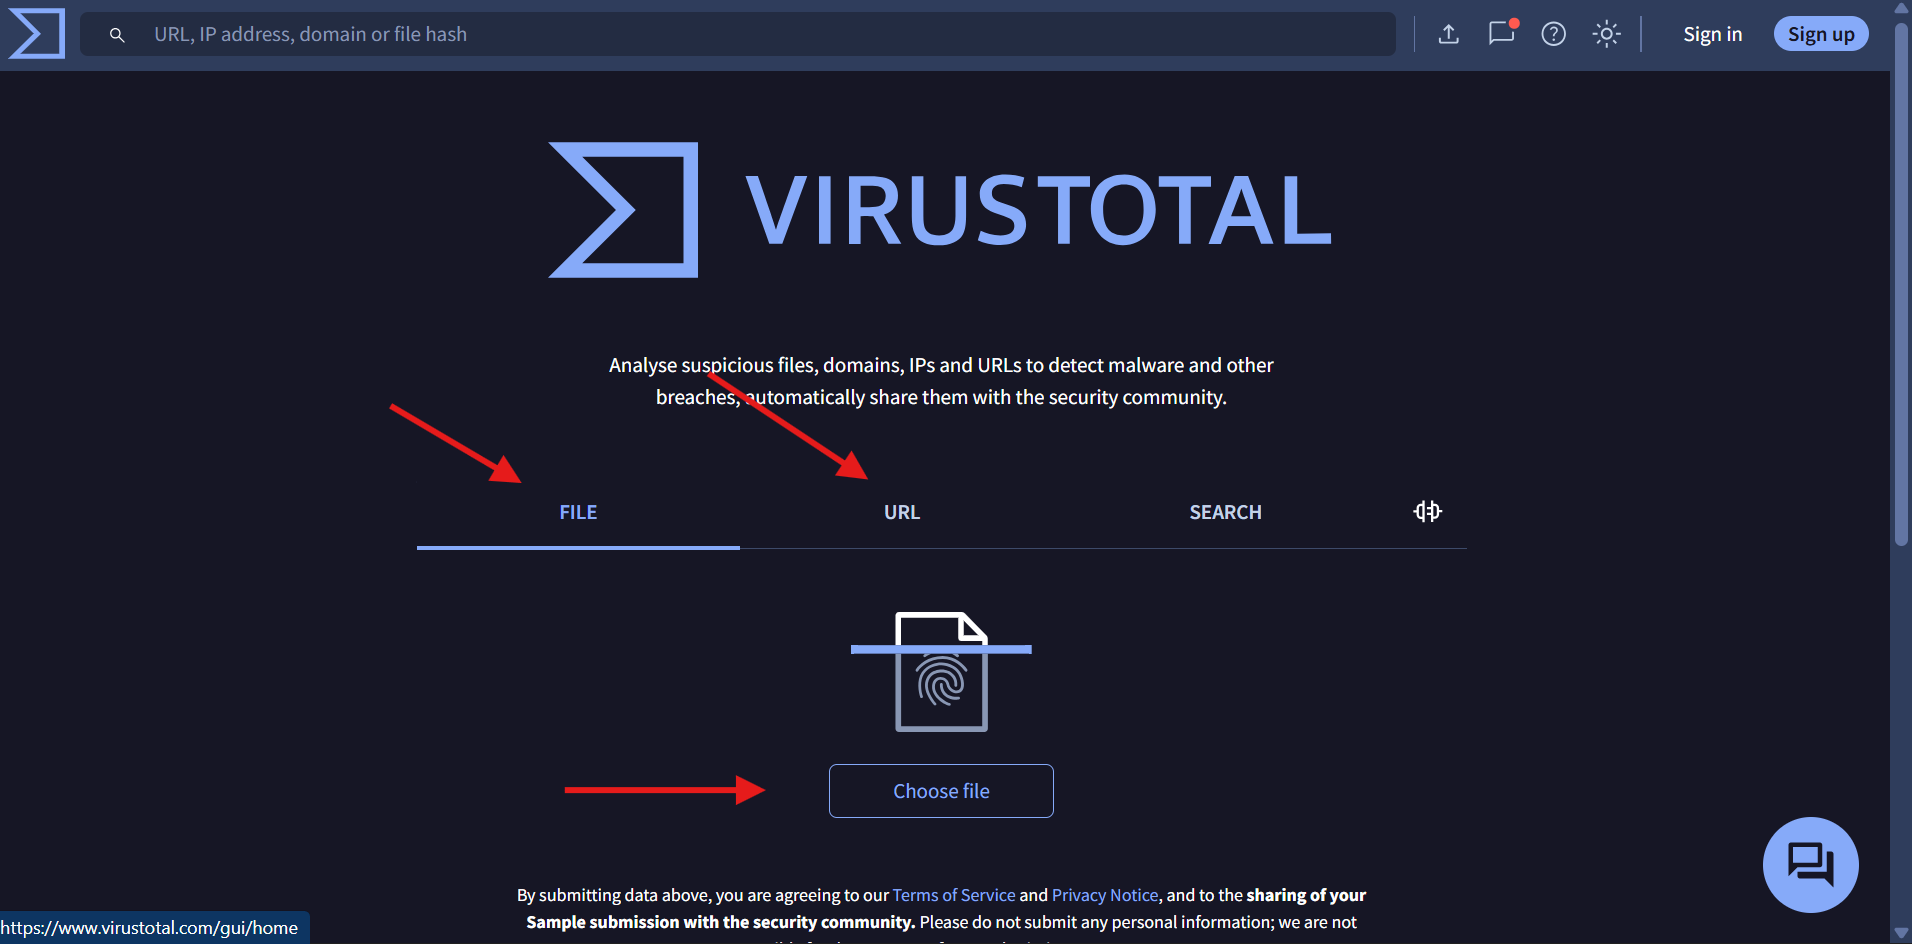 URL, IP address, domain or file hash
Sign in
Sign up
VIRUSTOTAL
Analyse suspicious files, domains, IPs and URLs to detect malware and other
breaches, automatically share them with the security community.
FILE
URL
SEARCH
Choose file
By submitting data above, you are agreeing to our Terms of Service and Privacy Notice, and to the sharing of your
Sample submission with the security community. Please do not submit any personal information; we are not
https://www.virustotal.com/gui/home